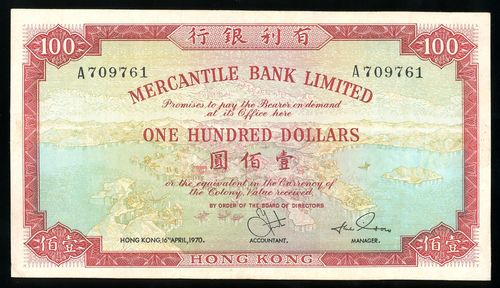 100 行銀利有 100
A 709761 A 709761
MERCANTILE BANK LIMITED
Promises to pay the Bearer on demand
at its Office here
ONE HUNDRED DOLLARS
圓佰壹
or the equivalent in the Currency of
the Colony, Value received
BY ORDER OF THE BOARD OF DIRECTORS
HONG KONG, 16TH APRIL, 1970. ACCOUNTANT. MANAGER.
佰壹 HONG KONG 佰壹